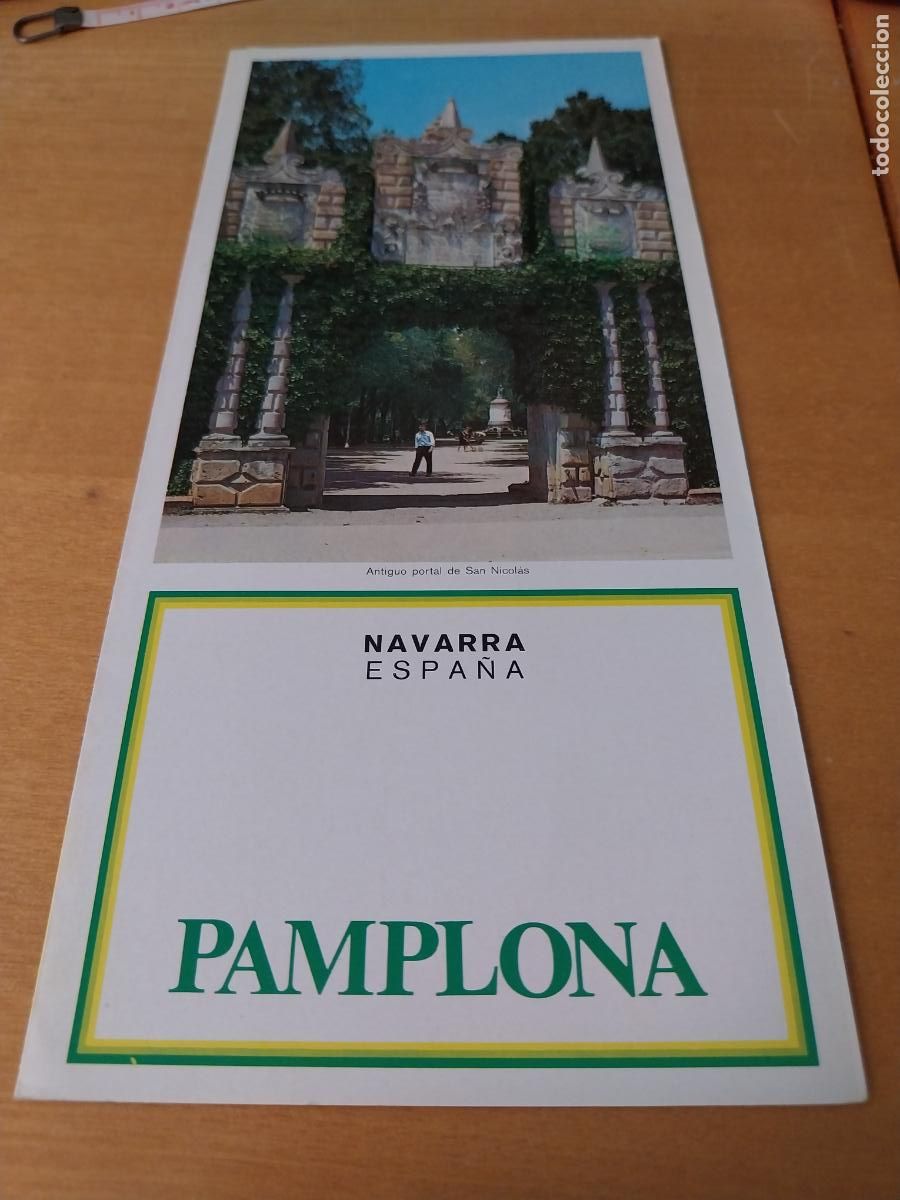 todocoleccion
Antiguo portal de San Nicolás
NAVARRA
ESPAÑA
PAMPLONA